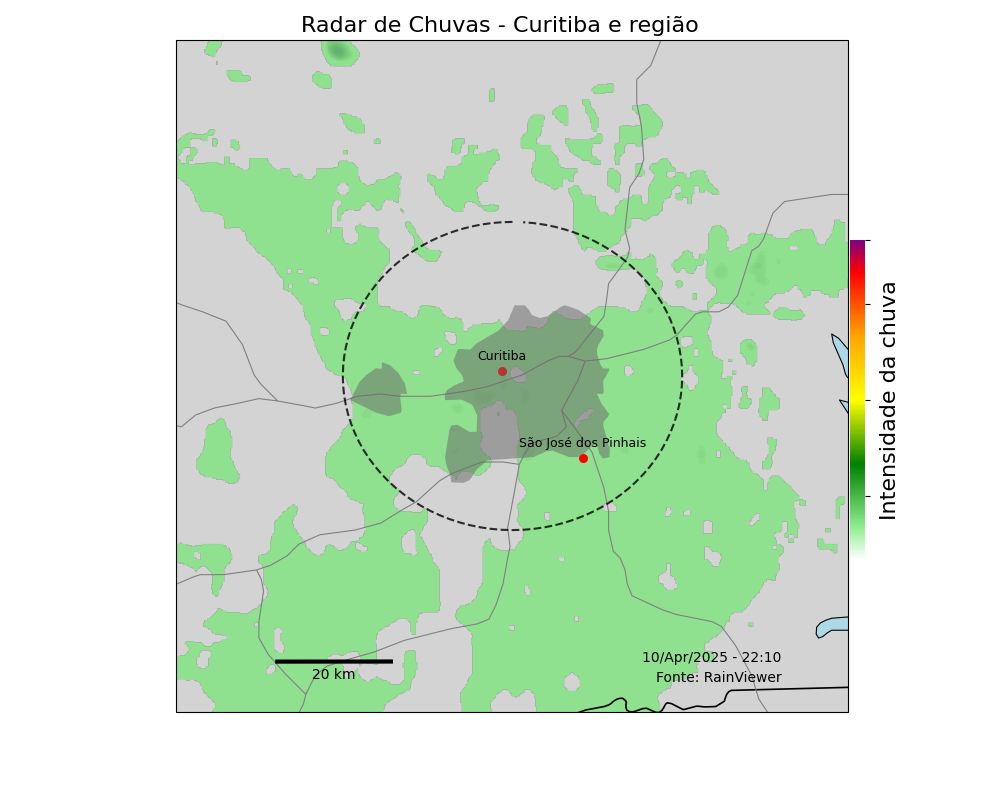 Radar de Chuvas - Curitiba e região
Curitiba
São José dos Pinhais
Intensidade da chuva
10/Apr/2025 - 22:10
20 km
Fonte: RainViewer